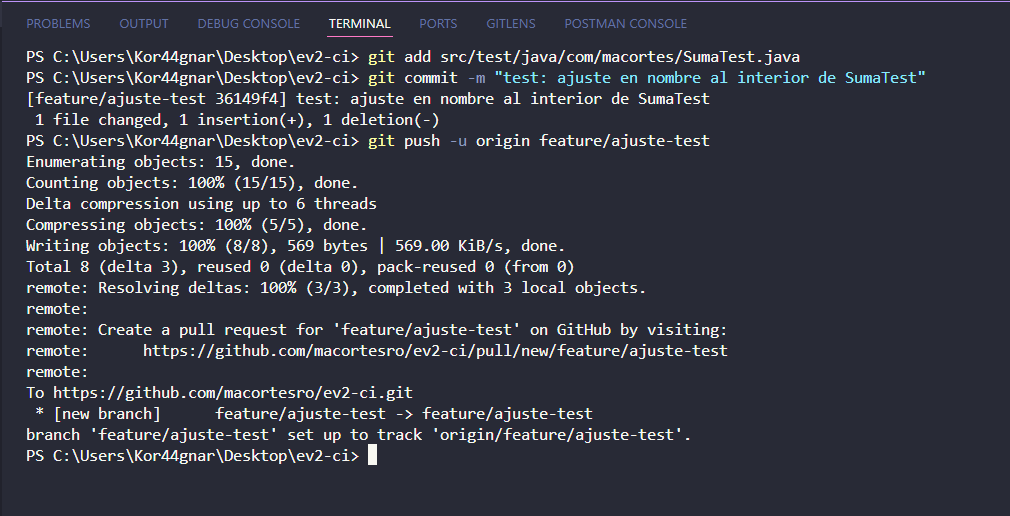 PROBLEMS OUTPUT DEBUG CONSOLE TERMINAL PORTS GITLENS POSTMAN CONSOLE
PS C:\Users\Kor44gnar\Desktop\ev2-ci> git add src/test/java/com/macortes/SumaTest.java
PS C:\Users\Kor44gnar\Desktop\ev2-ci> git commit -m "test: ajuste en nombre al interior de SumaTest"
[feature/ajuste-test 36149f4] test: ajuste en nombre al interior de SumaTest
 1 file changed, 1 insertion(+), 1 deletion(-)
PS C:\Users\Kor44gnar\Desktop\ev2-ci> git push -u origin feature/ajuste-test
Enumerating objects: 15, done.
Counting objects: 100% (15/15), done.
Delta compression using up to 6 threads
Compressing objects: 100% (5/5), done.
Writing objects: 100% (8/8), 569 bytes | 569.00 KiB/s, done.
Total 8 (delta 3), reused 0 (delta 0), pack-reused 0 (from 0)
remote: Resolving deltas: 100% (3/3), completed with 3 local objects.
remote:
remote: Create a pull request for 'feature/ajuste-test' on GitHub by visiting:
remote:      https://github.com/macortesro/ev2-ci/pull/new/feature/ajuste-test
remote:
To https://github.com/macortesro/ev2-ci.git
 * [new branch]      feature/ajuste-test -> feature/ajuste-test
branch 'feature/ajuste-test' set up to track 'origin/feature/ajuste-test'.
PS C:\Users\Kor44gnar\Desktop\ev2-ci>